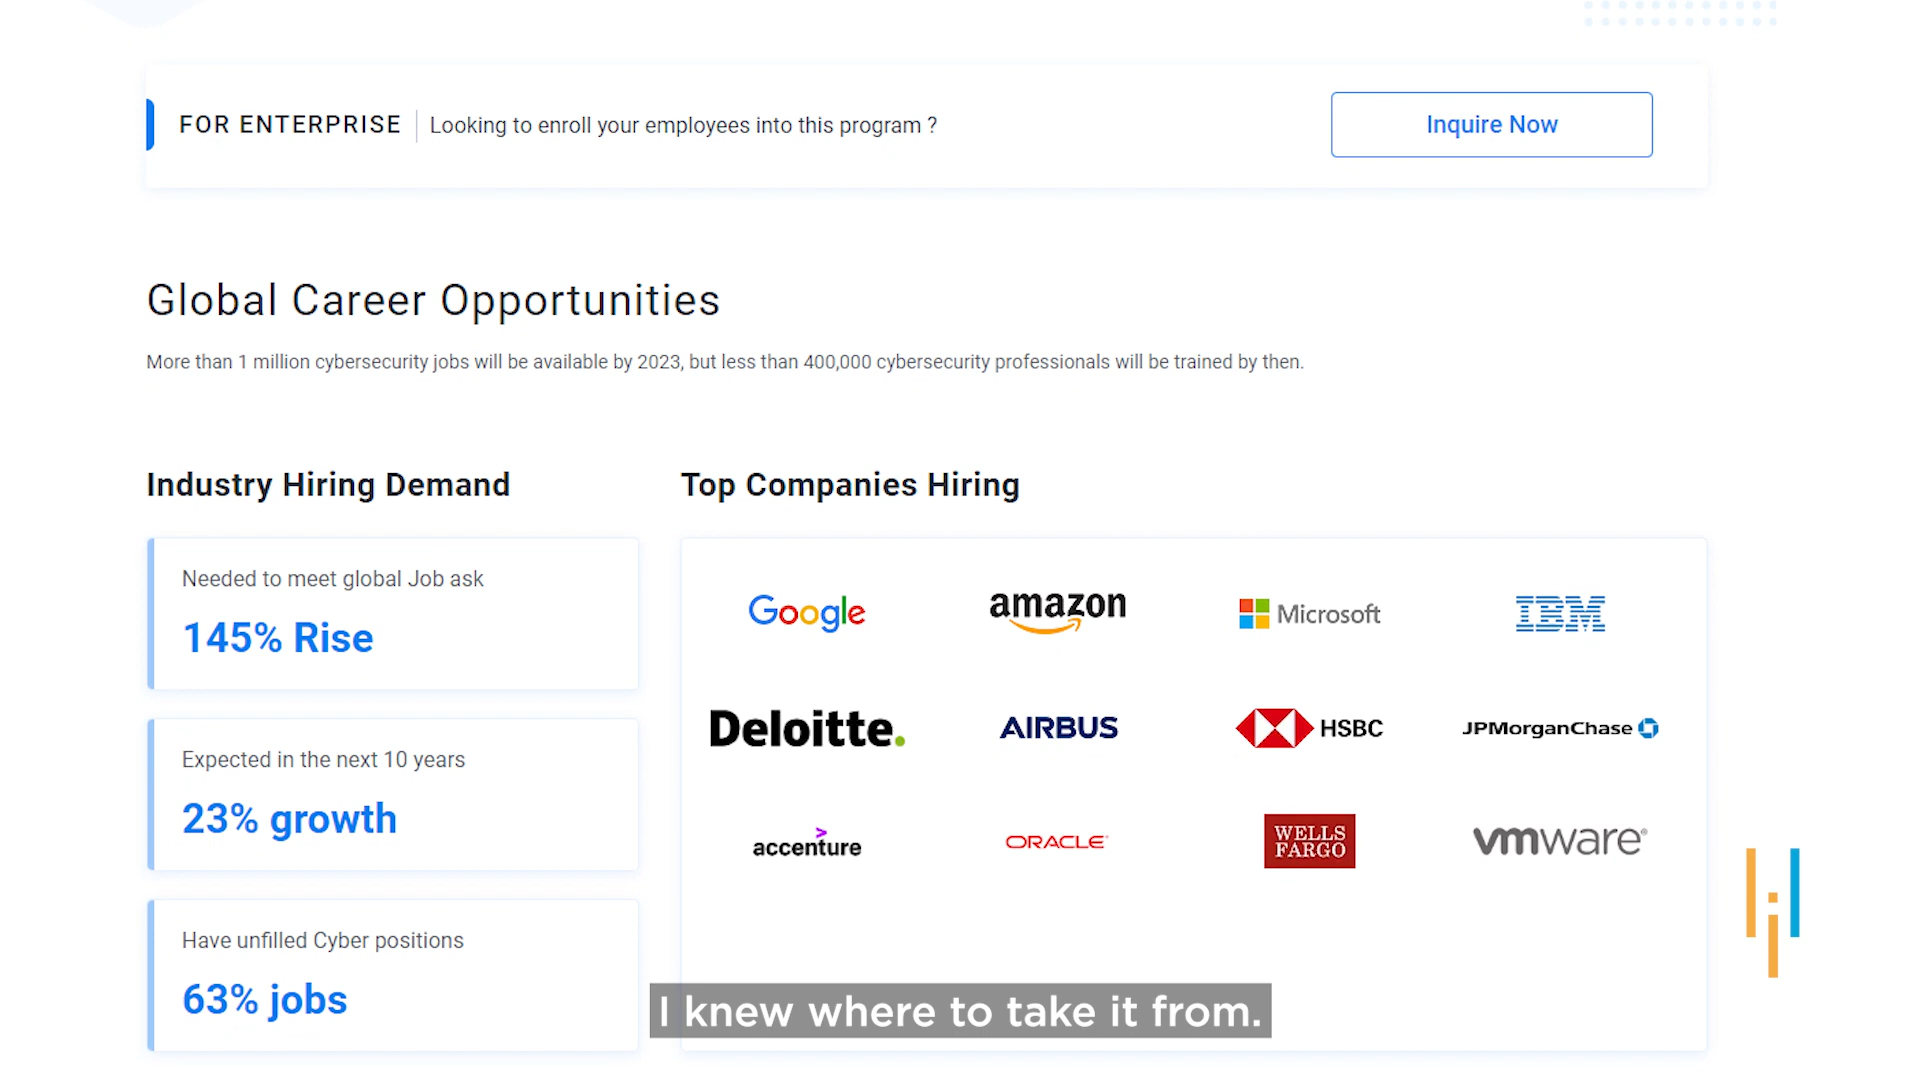 FOR ENTERPRISE
Looking to enroll your employees into this program ?
Inquire Now
Global Career Opportunities
More than 1 million cybersecurity jobs will be available by 2023, but less than 400,000 cybersecurity professionals will be trained by then.
Industry Hiring Demand
Needed to meet global Job ask
145% Rise
Expected in the next 10 years
23% growth
Have unfilled Cyber positions
63% jobs
Top Companies Hiring
Google
amazon
Microsoft
IBM
Deloitte.
AIRBUS
HSBC
JPMorganChase
accenture
ORACLE
WELLS
FARGO
vmware
I knew where to take it from.